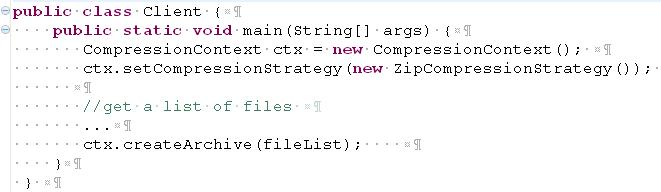 public class Client {
    public static void main(String[] args) {
        CompressionContext ctx = new CompressionContext();
        ctx.setCompressionStrategy(new ZipCompressionStrategy());

        //get a list of files
        ...
        ctx.createArchive(fileList);
    }
}